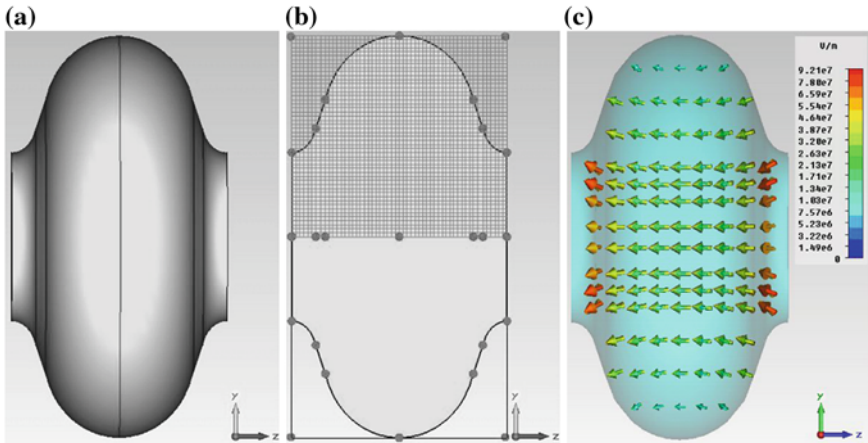 (a)
(b)
(c)
V/m
9.21e7
7.80e7
6.59e7
5.54e7
4.64e7
3.87e7
3.20e7
2.63e7
2.13e7
1.71e7
1.34e7
1.03e7
7.57e6
5.23e6
3.22e6
1.49e6
0
y
z
y
z
y
z